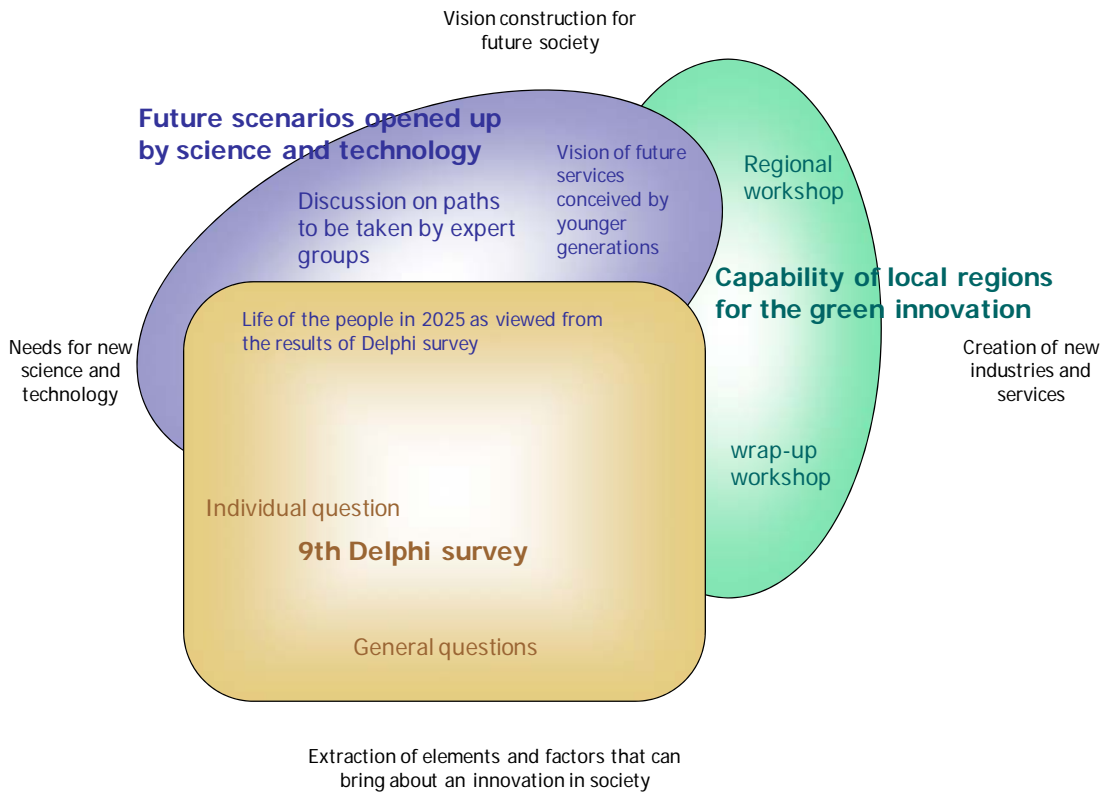 Vision construction for
future society
Future scenarios opened up
by science and technology
Vision of future
services
conceived by
younger
generations
Discussion on paths
to be taken by expert
groups
Regional
workshop
Capability of local regions
for the green innovation
Life of the people in 2025 as viewed from
the results of Delphi survey
Needs for new
science and
technology
Creation of new
industries and
services
wrap-up
workshop
Individual question
9th Delphi survey
General questions
Extraction of elements and factors that can
bring about an innovation in society